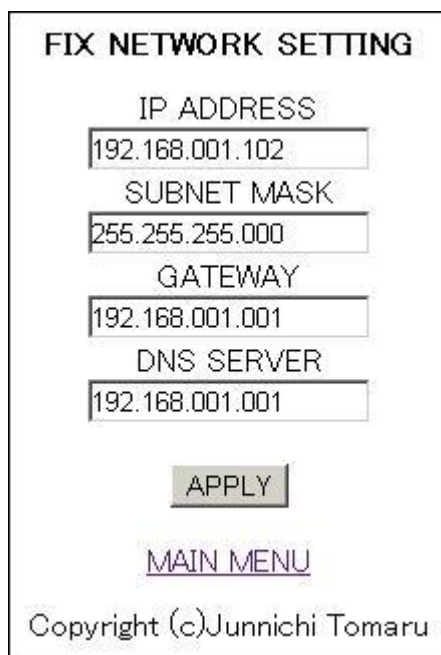 FIX NETWORK SETTING
IP ADDRESS
192.168.001.102
SUBNET MASK
255.255.255.000
GATEWAY
192.168.001.001
DNS SERVER
192.168.001.001
APPLY
MAIN MENU
Copyright (c)Junnichi Tomaru